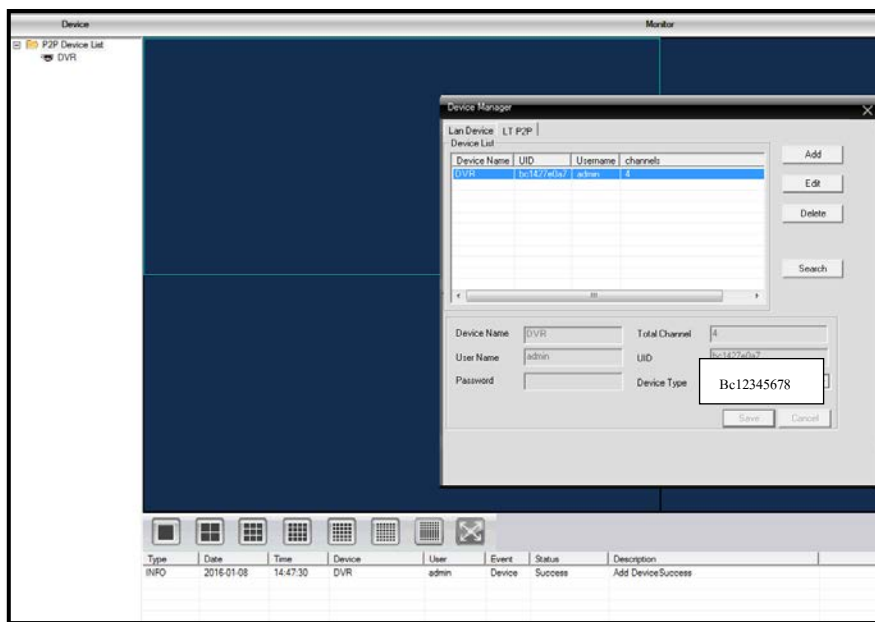 Device Monitor
P2P Device List
DVR
Device Manager
Lan Device LT P2P
Device List
Device Name UID Username channels
DVR bc1427e0a7 admin 4
Add
Edit
Delete
Search
Device Name DVR Total Channel 4
User Name admin UID bc1427e0a7
Password Device Type Bc12345678
Save Cancel
Type Date Time Device User Event Status Description
INFO 2016-01-08 14:47:30 DVR admin Device Success Add DeviceSuccess